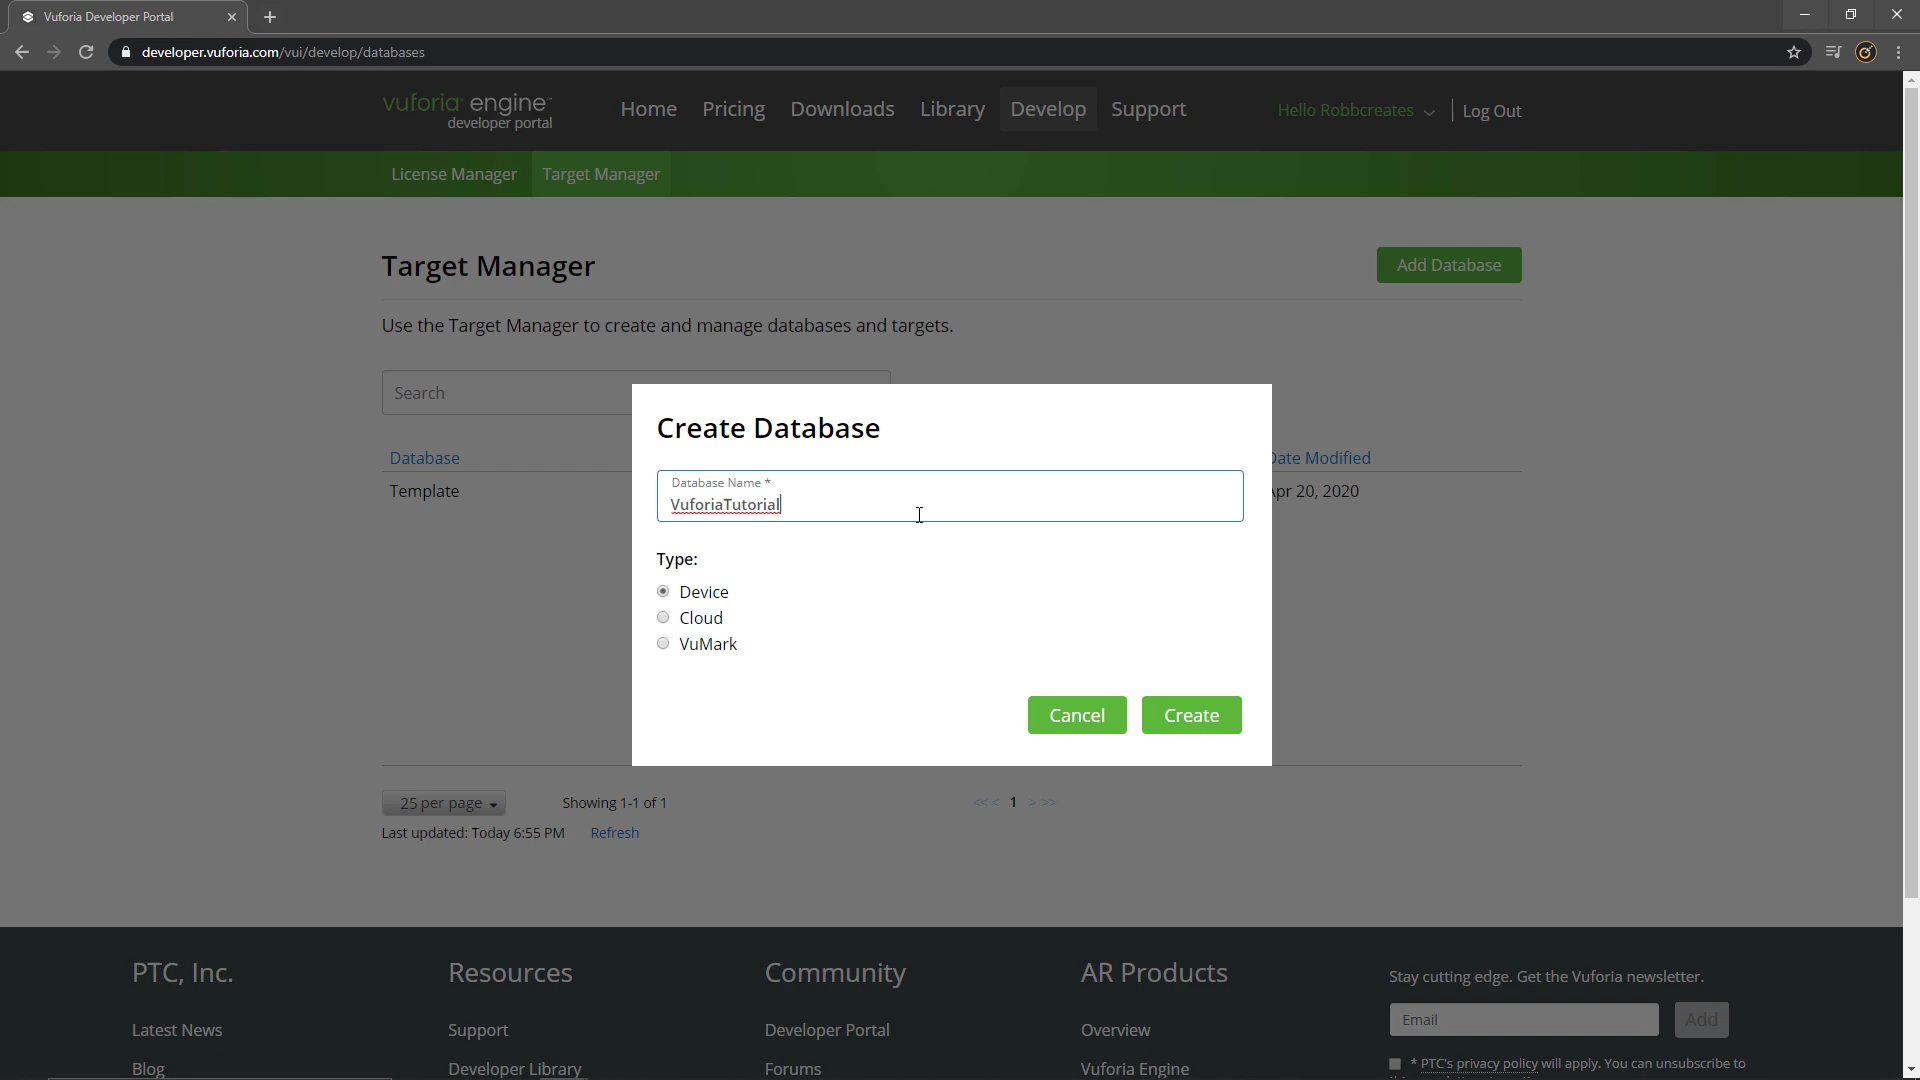 Vuforia Developer Portal
developer.vuforia.com/vui/develop/databases
vuforia engine™
developer portal
Home Pricing Downloads Library Develop Support
Hello Robbcreates
Log Out
License Manager Target Manager
Target Manager
Add Database
Use the Target Manager to create and manage databases and targets.
Search
Database
Date Modified
Template
Apr 20, 2020
Create Database
Database Name *
VuforiaTutorial
Type:
Device
Cloud
VuMark
Cancel Create
25 per page
Showing 1-1 of 1
<< < 1 > >>
Last updated: Today 6:55 PM Refresh
PTC, Inc.
Resources
Community
AR Products
Stay cutting edge. Get the Vuforia newsletter.
Email
Add
Latest News
Support
Developer Portal
Overview
Blog
Developer Library
Forums
Vuforia Engine
* PTC's privacy policy will apply. You can unsubscribe to